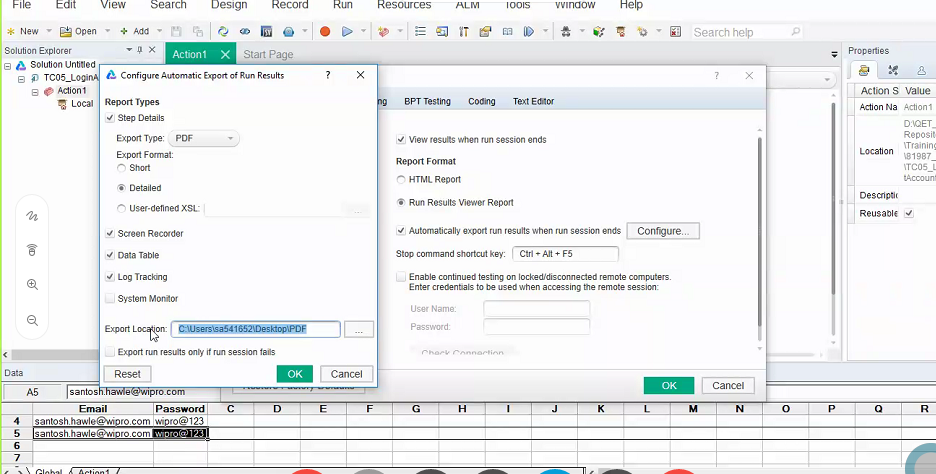 File Edit View Search Design Record Run Resources ALM Tools Window Help
New Open Add Search help
Solution Explorer
Action1
Start Page
Properties
Solution Untitled
TC05_LoginA
Action1
Local
Configure Automatic Export of Run Results ?
Report Types
Step Details
Export Type: PDF
Export Format:
Short
Detailed
User-defined XSL: ...
Screen Recorder
Data Table
Log Tracking
System Monitor
Export Location: C:\Users\sa541652\Desktop\PDF ...
Export run results only if run session fails
Reset OK Cancel
?
ng BPT Testing Coding Text Editor
View results when run session ends
Report Format
HTML Report
Run Results Viewer Report
Automatically export run results when run session ends Configure...
Stop command shortcut key: Ctrl + Alt + F5
Enable continued testing on locked/disconnected remote computers.
Enter credentials to be used when accessing the remote session:
User Name:
Password:
Check Connection
Restore Factory Defaults
OK Cancel
Action S Value
Action Na Action1
Location
D:\QET_
Reposito
\Training
\81987_
\TC05_Lo
tAccount
Descripti
Reusable
Data
A5 santosh.hawle@wipro.com
Email Password C D E F G H I J K L M N O P Q R
4 santosh.hawle@wipro.com wipro@123
5 santosh.hawle@wipro.com wipro@123
6
7
Global Action1